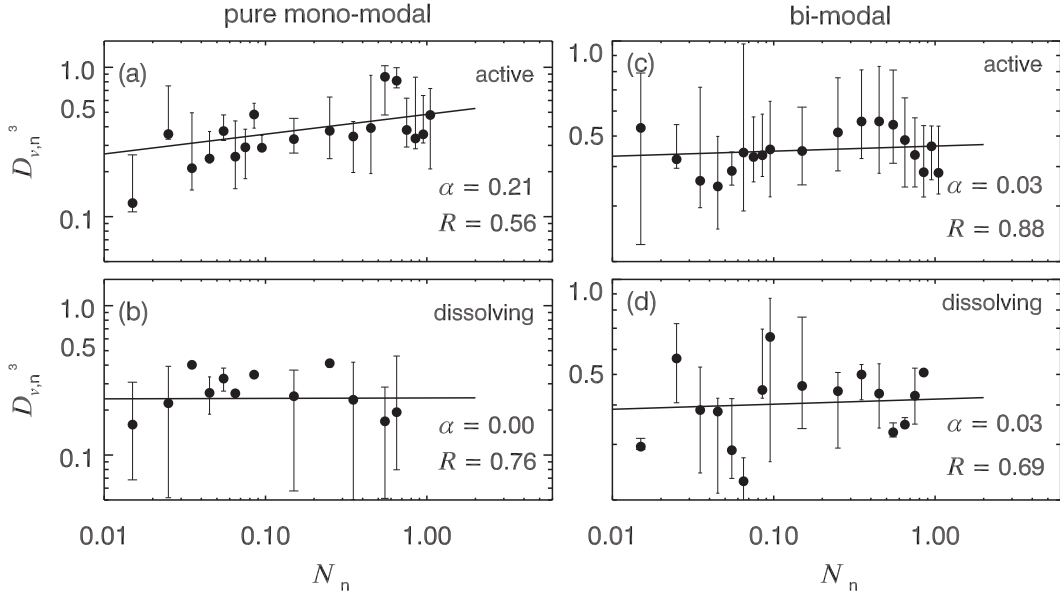 pure mono-modal
bi-modal
(a) active
1.0
0.5
0.1
D_{v,n}^3
α = 0.21
R = 0.56
(c) active
0.5
α = 0.03
R = 0.88
(b) dissolving
1.0
0.5
0.1
D_{v,n}^3
α = 0.00
R = 0.76
0.01 0.10 1.00
N_n
(d) dissolving
1.0
0.5
α = 0.03
R = 0.69
0.01 0.10 1.00
N_n